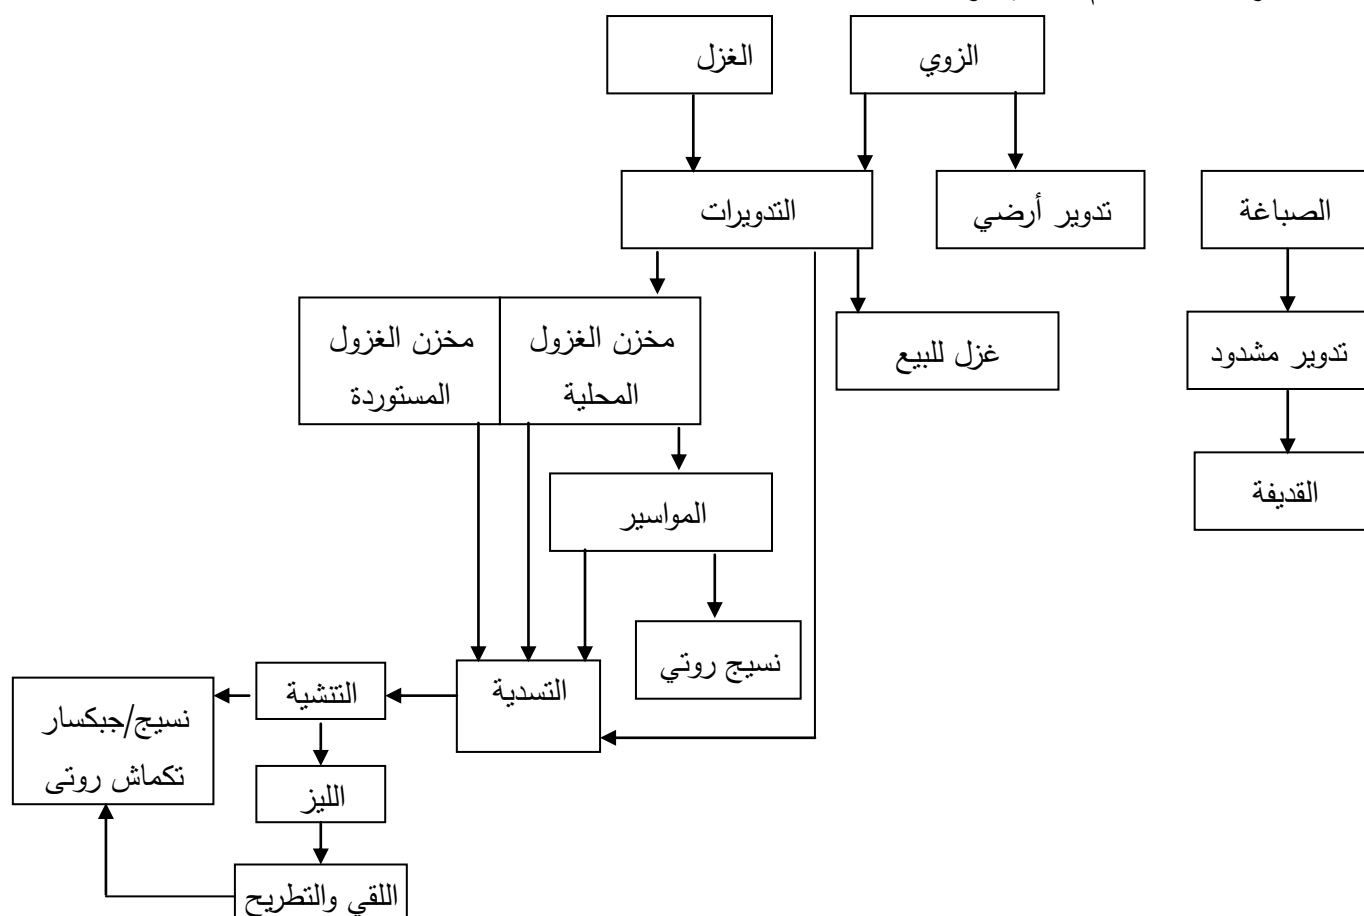 الزوي
الغزل
الصباغة
تدوير أرضي
التدويرات
تدوير مشدود
غزل للبيع
مخزن الغزول
المحلية
مخزن الغزول
المستوردة
القديفة
المواسير
نسيج روتي
التسدية
التنشية
نسيج/جبكسار
تكماش روتى
الليز
اللقي والتطريح